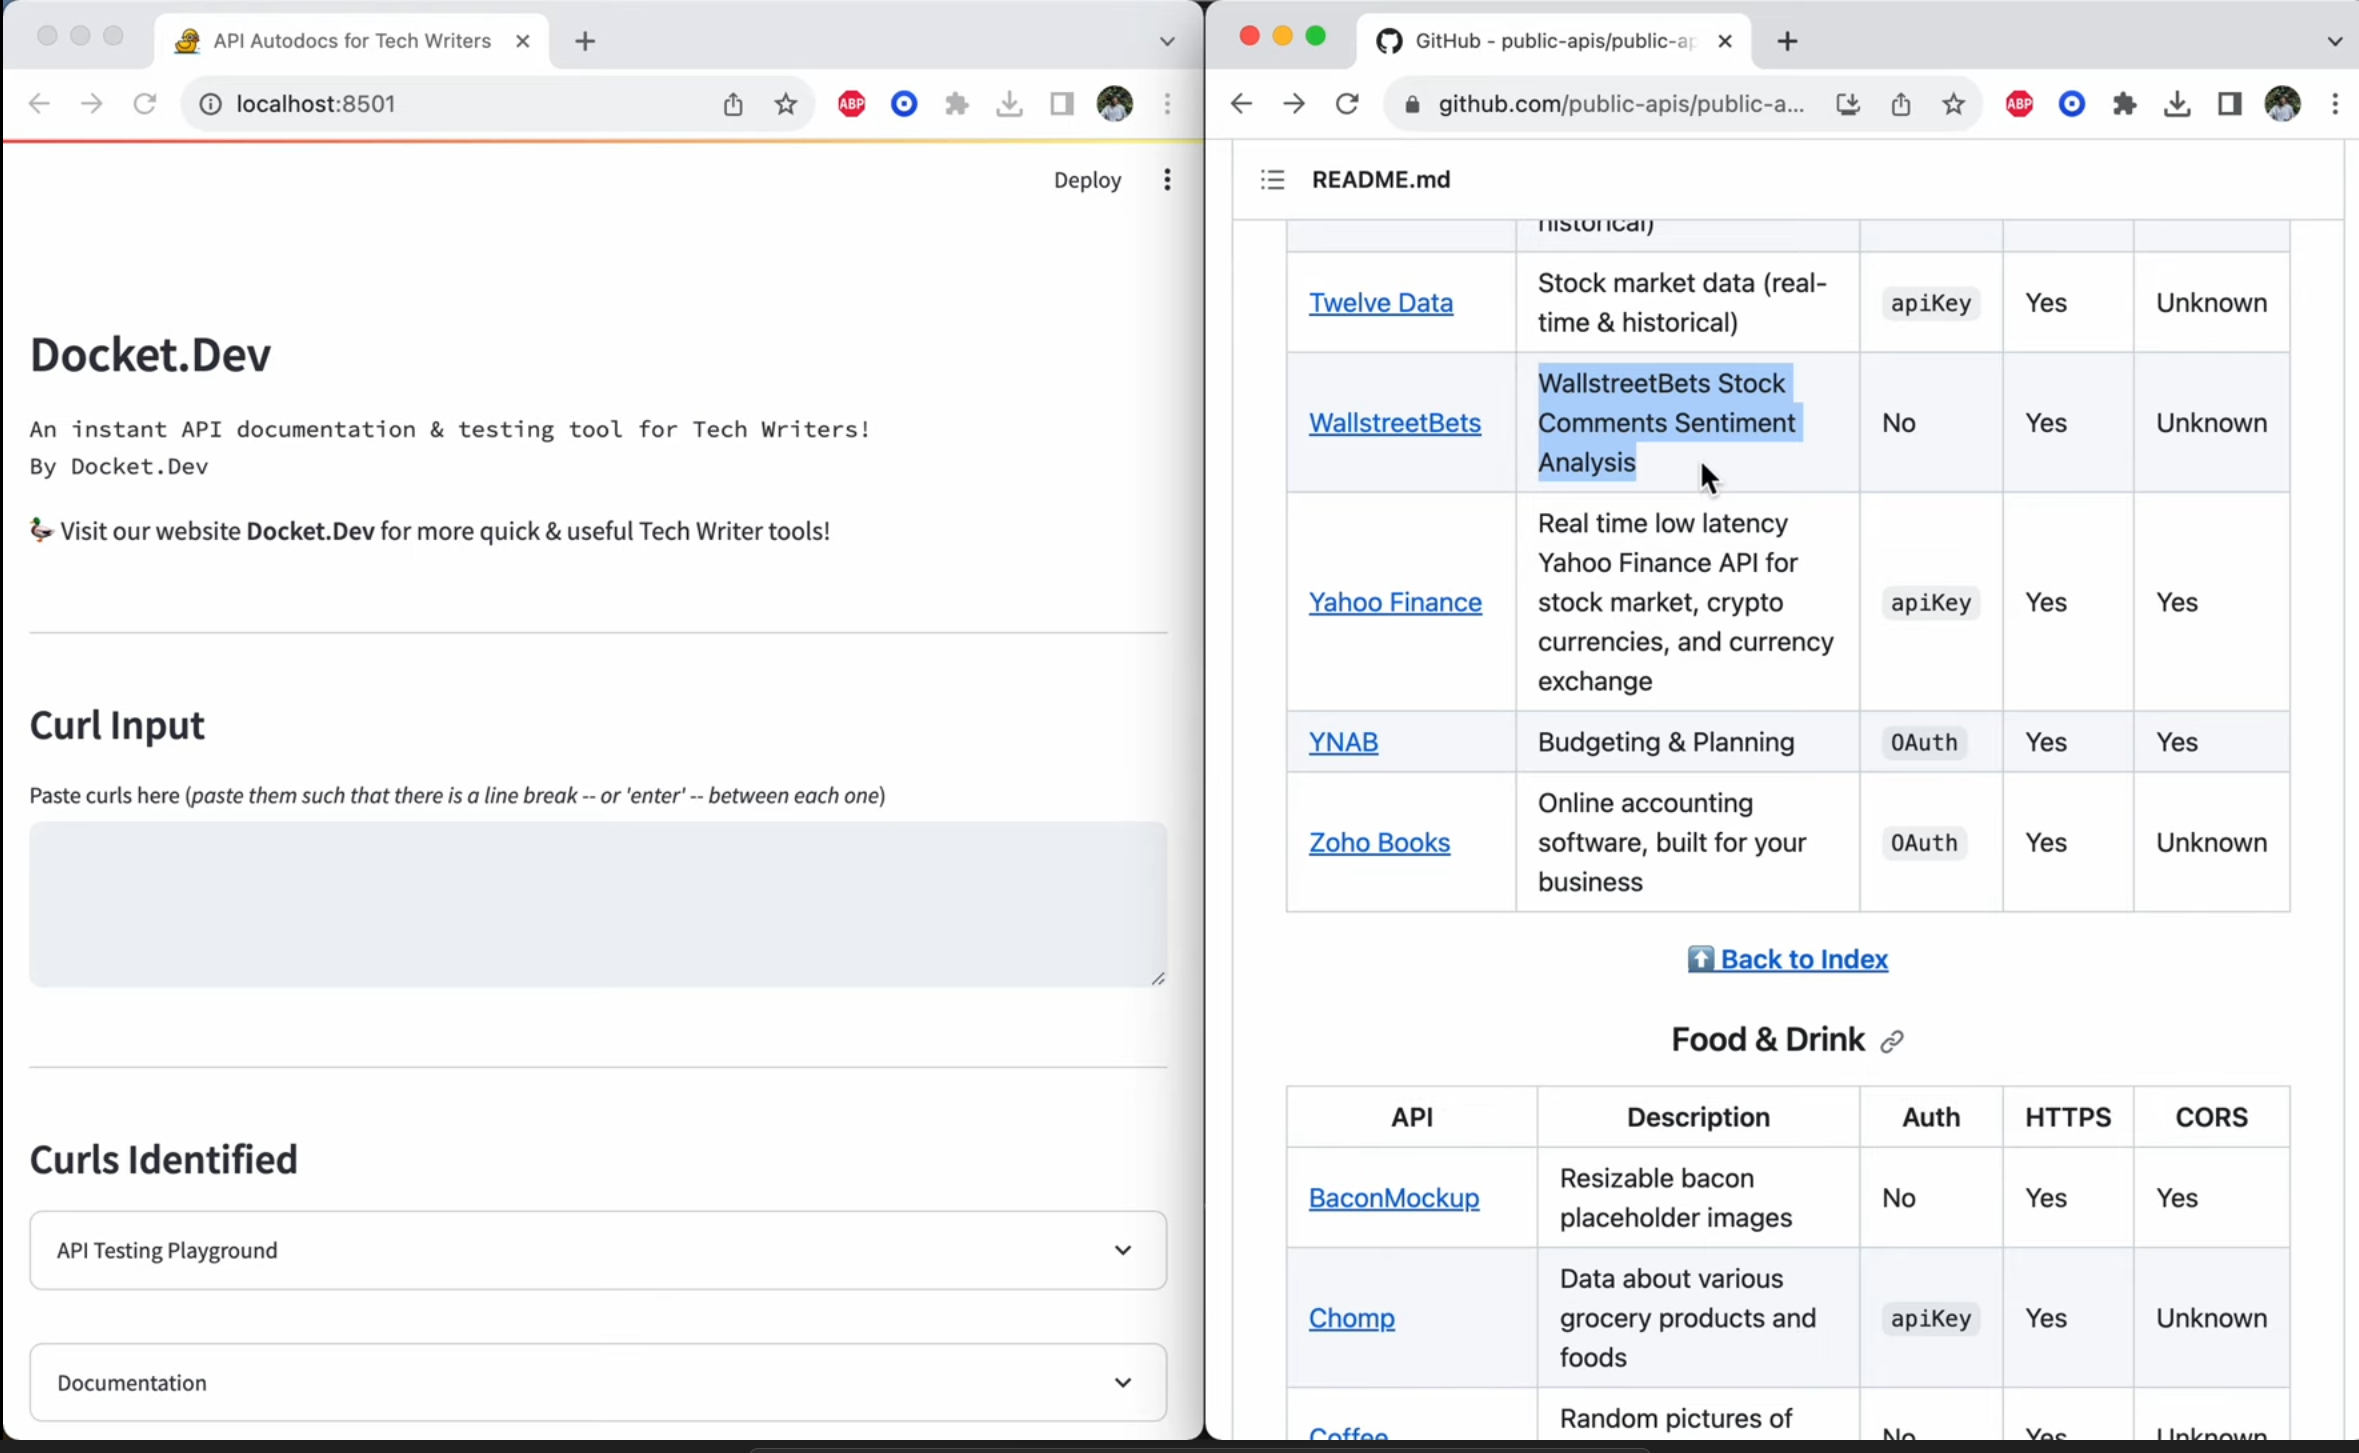 API Autodocs for Tech Writers
localhost:8501
ABP
Deploy
Docket.Dev
An instant API documentation & testing tool for Tech Writers!
By Docket.Dev
Visit our website Docket.Dev for more quick & useful Tech Writer tools!
Curl Input
Paste curls here (paste them such that there is a line break -- or 'enter' -- between each one)
Curls Identified
API Testing Playground
Documentation
GitHub - public-apis/public-ap
github.com/public-apis/public-a...
ABP
README.md
historical)
Twelve Data
Stock market data (real-
time & historical)
apiKey
Yes
Unknown
WallstreetBets
WallstreetBets Stock
Comments Sentiment
Analysis
No
Yes
Unknown
Yahoo Finance
Real time low latency
Yahoo Finance API for
stock market, crypto
currencies, and currency
exchange
apiKey
Yes
Yes
YNAB
Budgeting & Planning
OAuth
Yes
Yes
Zoho Books
Online accounting
software, built for your
business
OAuth
Yes
Unknown
Back to Index
Food & Drink
API
Description
Auth
HTTPS
CORS
BaconMockup
Resizable bacon
placeholder images
No
Yes
Yes
Chomp
Data about various
grocery products and
foods
apiKey
Yes
Unknown
Coffee
Random pictures of
No
Yes
Unknown